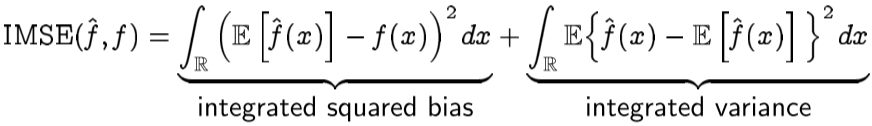 IMSE(f̂, f) = ∫_ℝ (𝔼[f̂(x)] − f(x))² dx + ∫_ℝ 𝔼{f̂(x) − 𝔼[f̂(x)]}² dx
integrated squared bias integrated variance